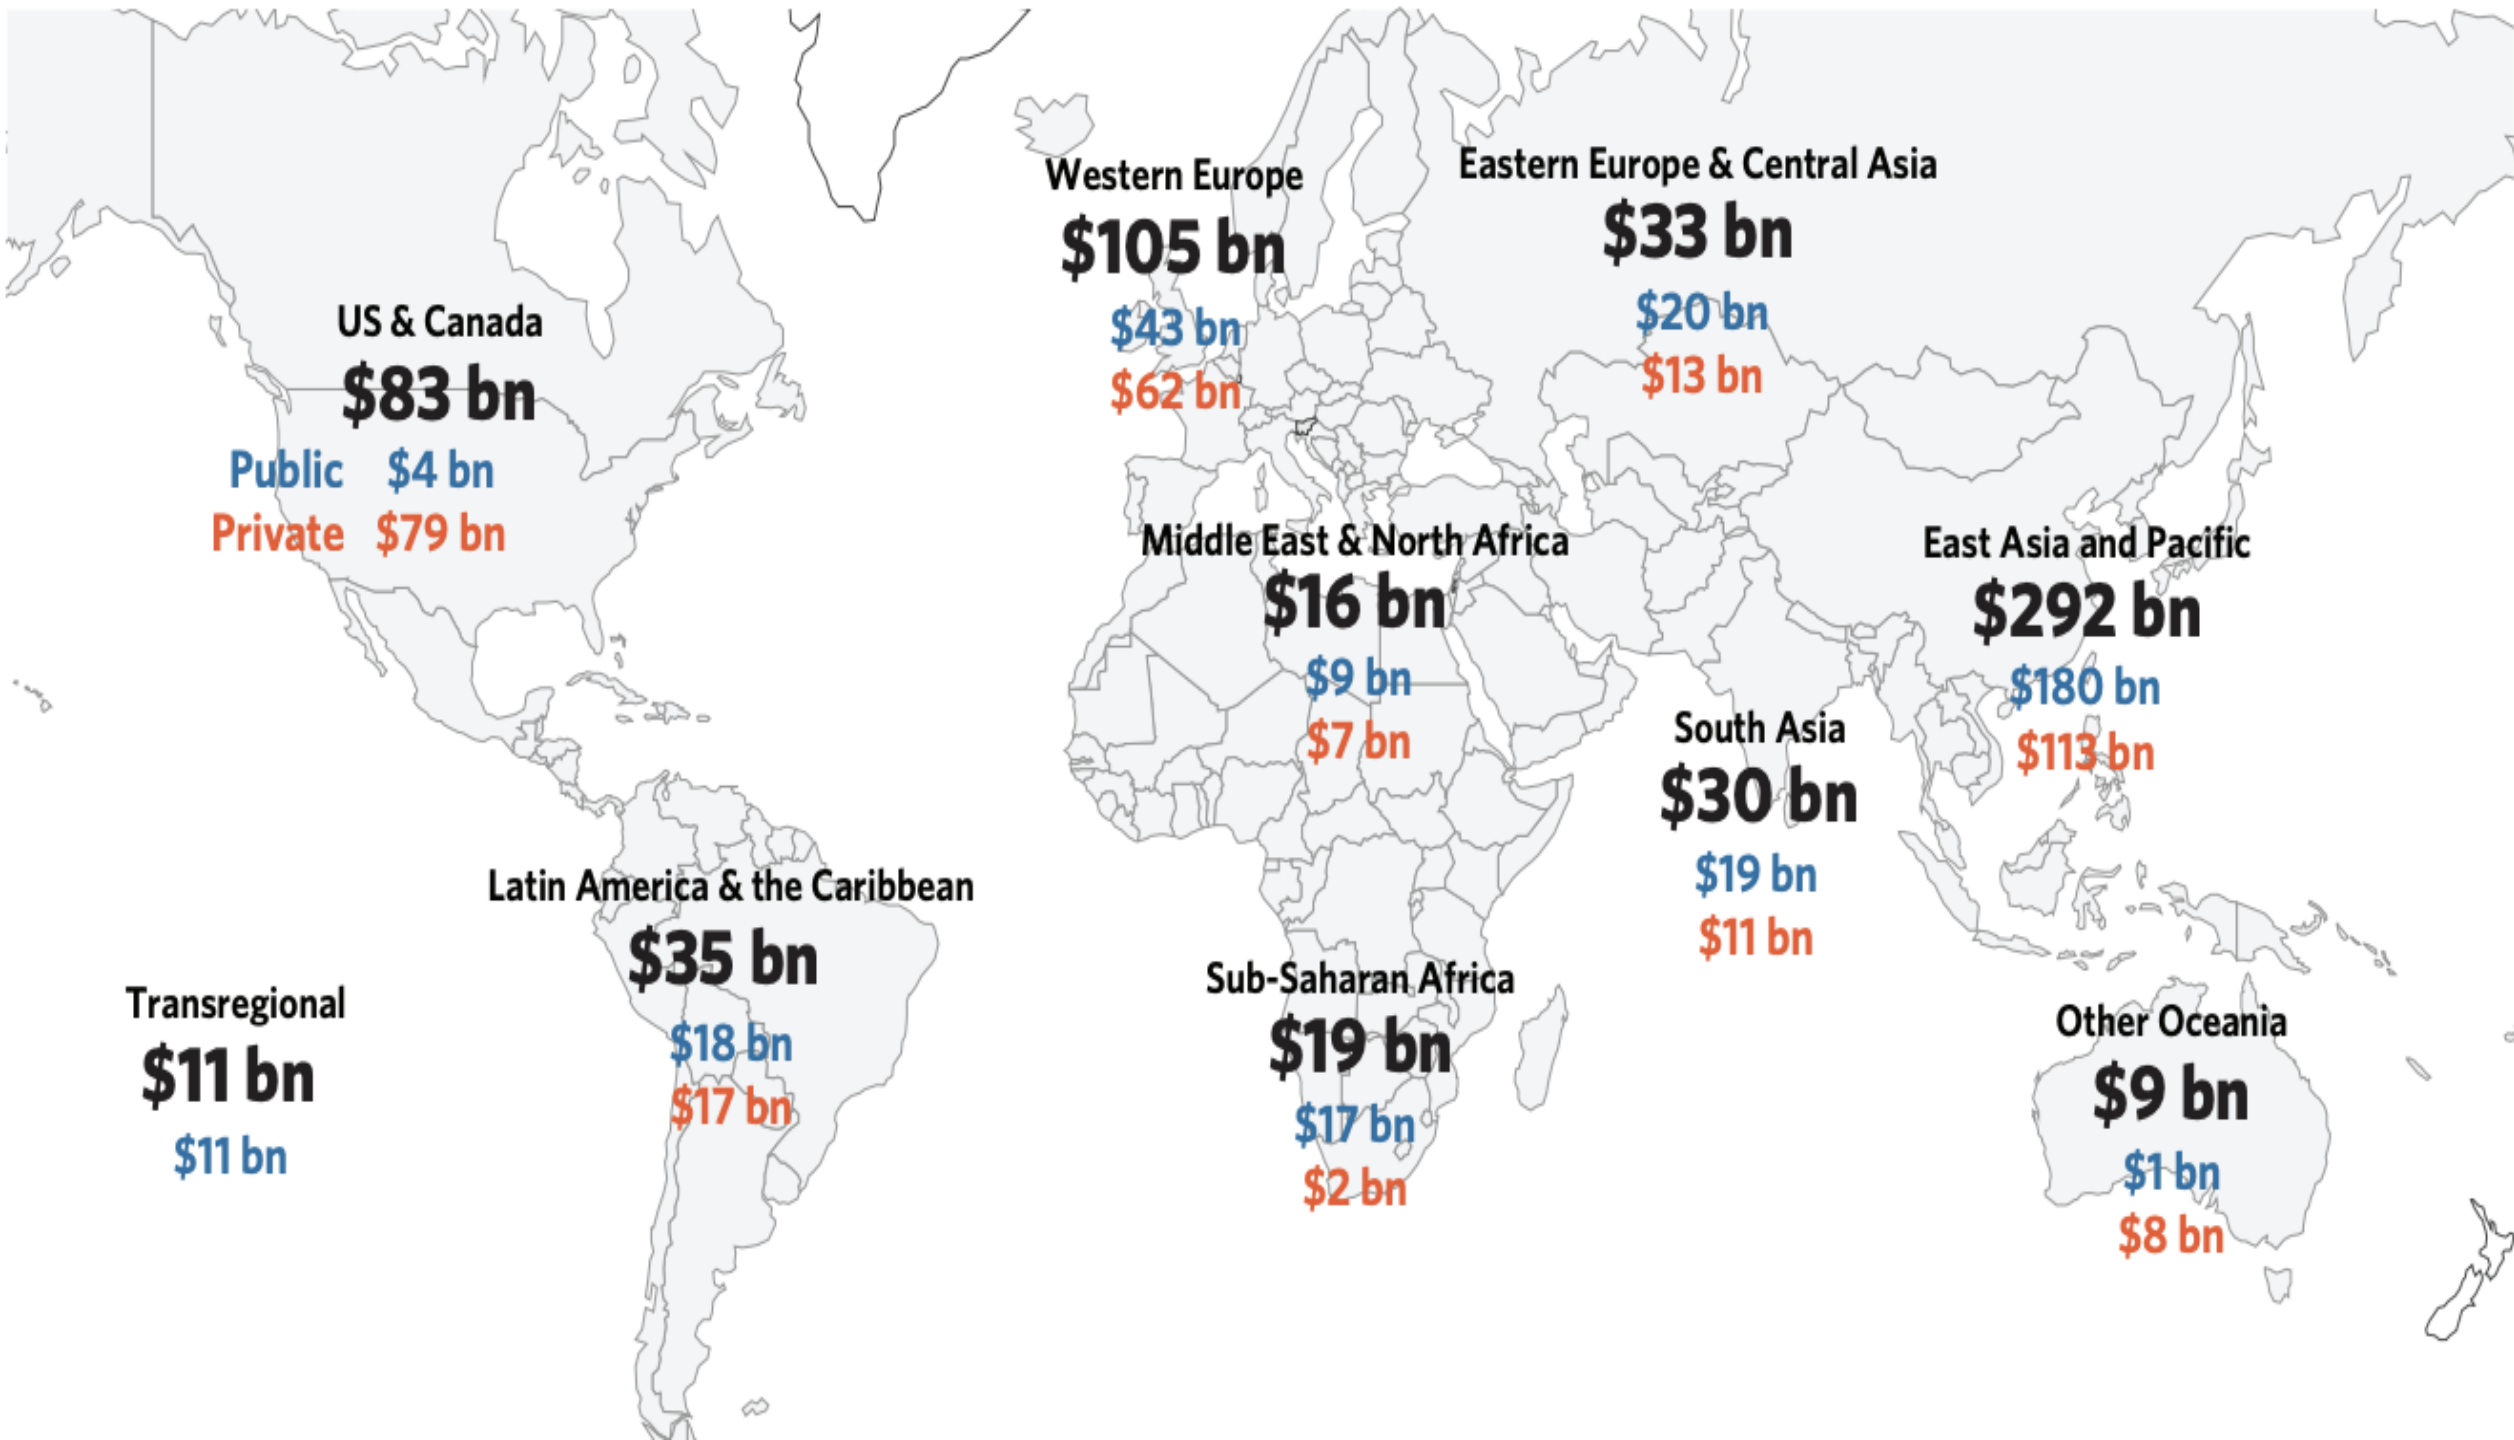 Western Europe
$105 bn
$43 bn
$62 bn
Eastern Europe & Central Asia
$33 bn
$20 bn
$13 bn
US & Canada
$83 bn
Public $4 bn
Private $79 bn
Middle East & North Africa
$16 bn
$9 bn
$7 bn
East Asia and Pacific
$292 bn
$180 bn
$113 bn
South Asia
$30 bn
$19 bn
$11 bn
Latin America & the Caribbean
$35 bn
$18 bn
$17 bn
Sub-Saharan Africa
$19 bn
$17 bn
$2 bn
Transregional
$11 bn
$11 bn
Other Oceania
$9 bn
$1 bn
$8 bn